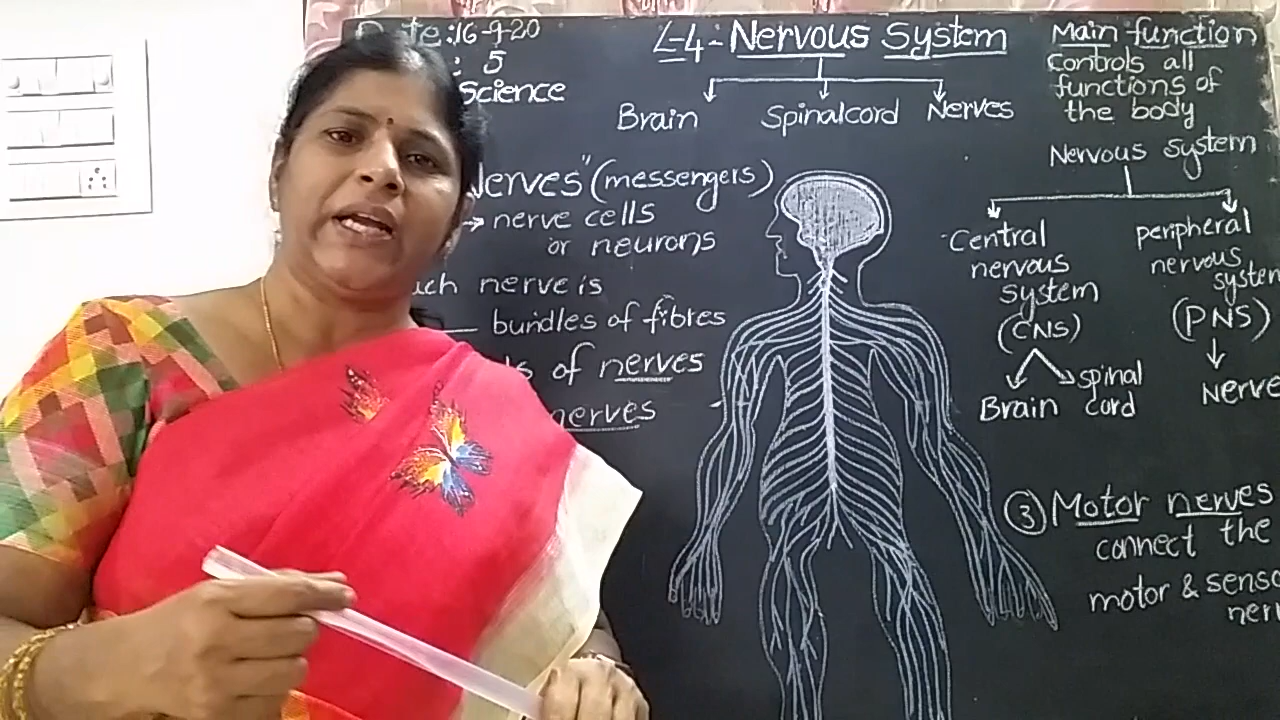 Date:16-9-20
: 5
Science
L-4:- Nervous System
Brain Spinalcord Nerves
Nerves" (messengers)
→ nerve cells
or neurons
nerve is
bundles of fibres
of nerves
nerves
Main function
Controls all
functions of
the body
Nervous system
Central
nervous
system
(CNS)
Brain spinal
cord
peripheral
nervous
system
(PNS)
Nerve
③ Motor nerves
connect the
motor &